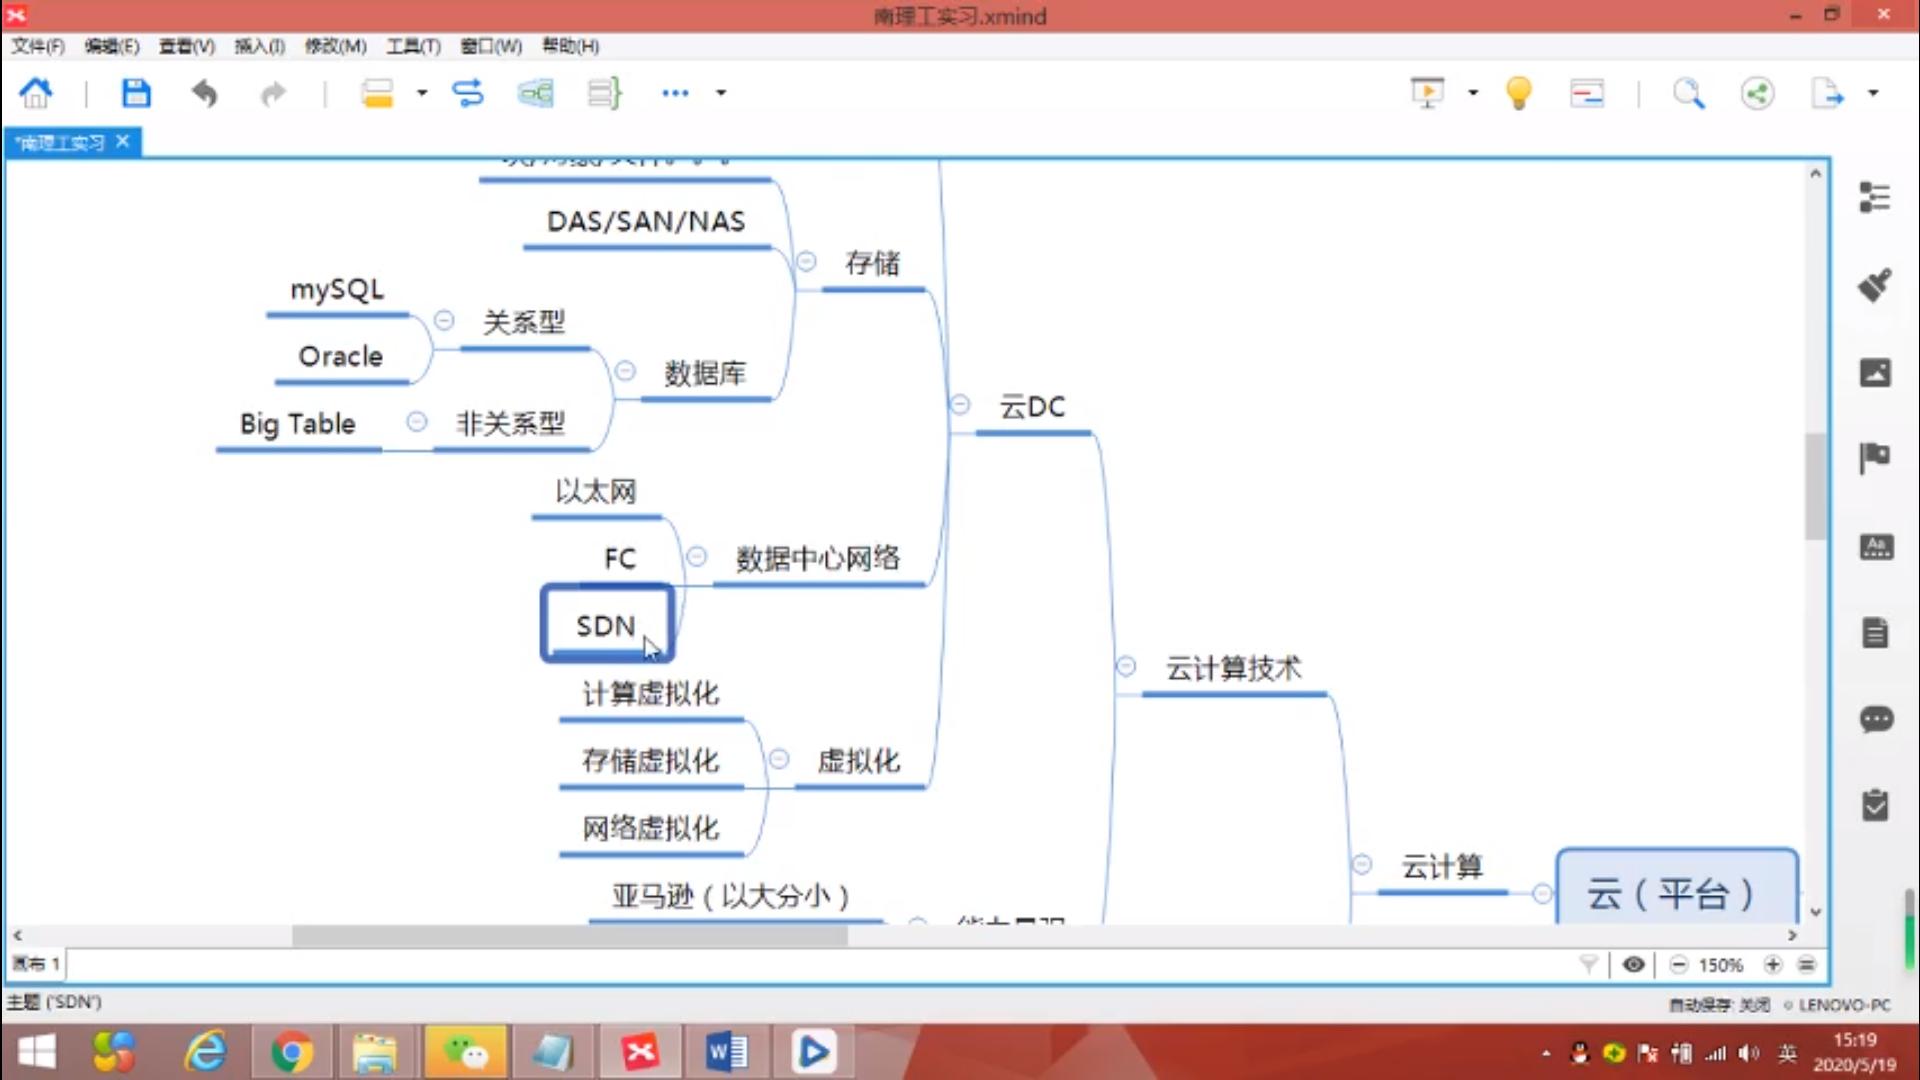 南理工实习.xmind
文件(F) 编辑(E) 查看(V) 插入(I) 修改(M) 工具(T) 窗口(W) 帮助(H)
*南理工实习
DAS/SAN/NAS
存储
mySQL
关系型
Oracle
数据库
Big Table
非关系型
云DC
以太网
FC
数据中心网络
SDN
计算虚拟化
云计算技术
存储虚拟化
虚拟化
网络虚拟化
云计算
亚马逊（以大分小）
云（平台）
画布 1
150%
主题 ('SDN')
自动保存: 关闭
LENOVO-PC
英
15:19
2020/5/19